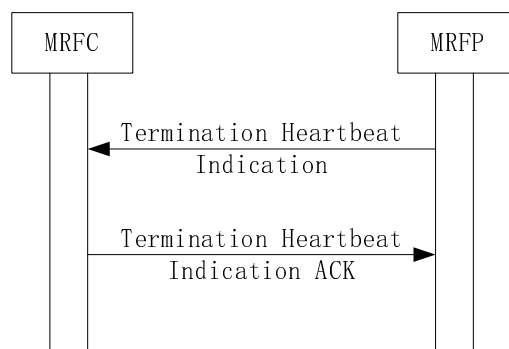 MRFC
MRFP
Termination Heartbeat
Indication
Termination Heartbeat
Indication ACK